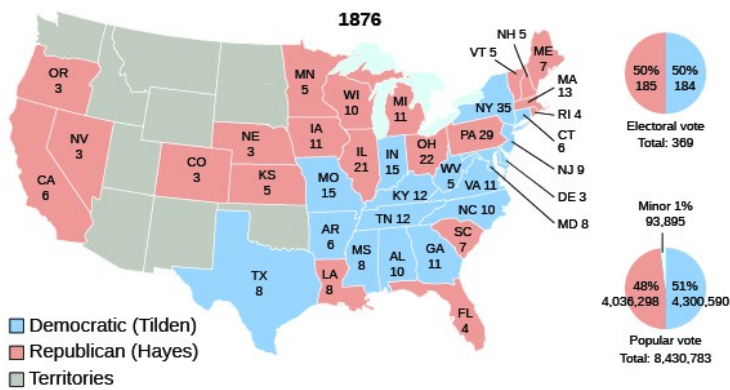 1876
OR
3
NV
3
CA
6
CO
3
NE
3
KS
5
MN
5
IA
11
WI
10
IL
21
MI
11
IN
15
OH
22
MO
15
AR
6
TX
8
LA
8
MS
8
AL
10
GA
11
FL
4
SC
7
NC 10
TN 12
KY 12
WV
5
VA 11
PA 29
NY 35
VT 5
NH 5
ME
7
MA
13
RI 4
CT
6
NJ 9
DE 3
MD 8
Democratic (Tilden)
Republican (Hayes)
Territories
50%
185
50%
184
Electoral vote
Total: 369
Minor 1%
93,895
48%
4,036,298
51%
4,300,590
Popular vote
Total: 8,430,783